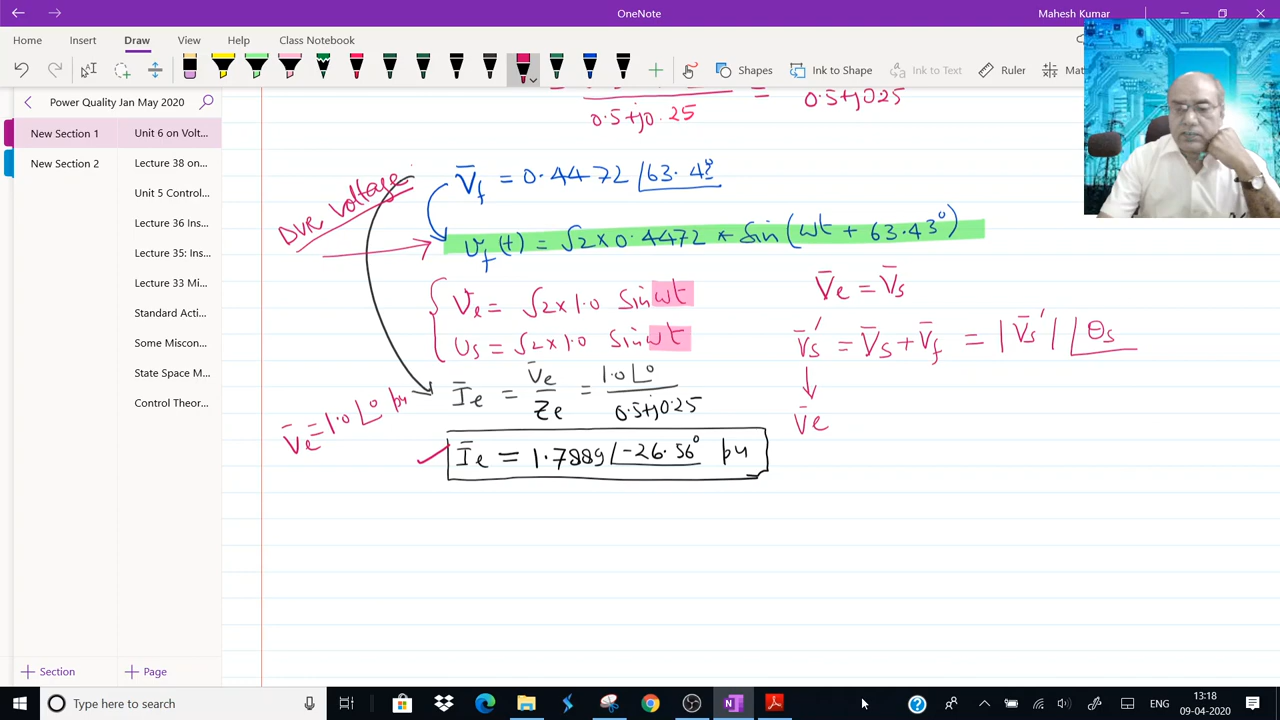 OneNote
Mahesh Kumar
Home Insert Draw View Help Class Notebook
Shapes Ink to Shape Ink to Text Ruler Mat
Power Quality Jan May 2020
New Section 1
New Section 2
Unit 6 on Volt...
Lecture 38 on...
Unit 5 Control...
Lecture 36 Ins...
Lecture 35: Ins...
Lecture 33 Mi...
Standard Acti...
Some Miscon...
State Space M...
Control Theor...
0.5+j0.25 = 0.5+j025
V̄f = 0.4472 ∠63.4°
DVR Voltage
vf(t) = √2×0.4472 * sin(ωt + 63.43°)
V̄e = V̄s
ve = √2×1.0 sinωt
V̄s' = V̄s + V̄f = |V̄s'| ∠θs
vs = √2×1.0 sinωt
Īe = V̄e/Ze = 1.0∠0/0.5+j0.25
V̄e
V̄e = 1.0∠0 pu
Īe = 1.7889 ∠-26.56° pu
Section
Page
Type here to search
ENG
13:18
09-04-2020